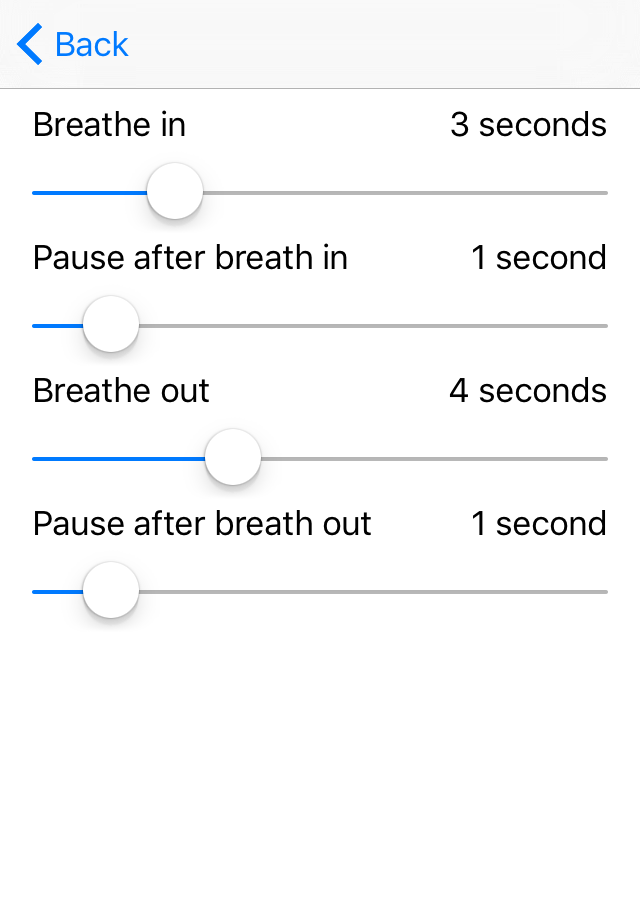 Back
Breathe in 3 seconds
Pause after breath in 1 second
Breathe out 4 seconds
Pause after breath out 1 second